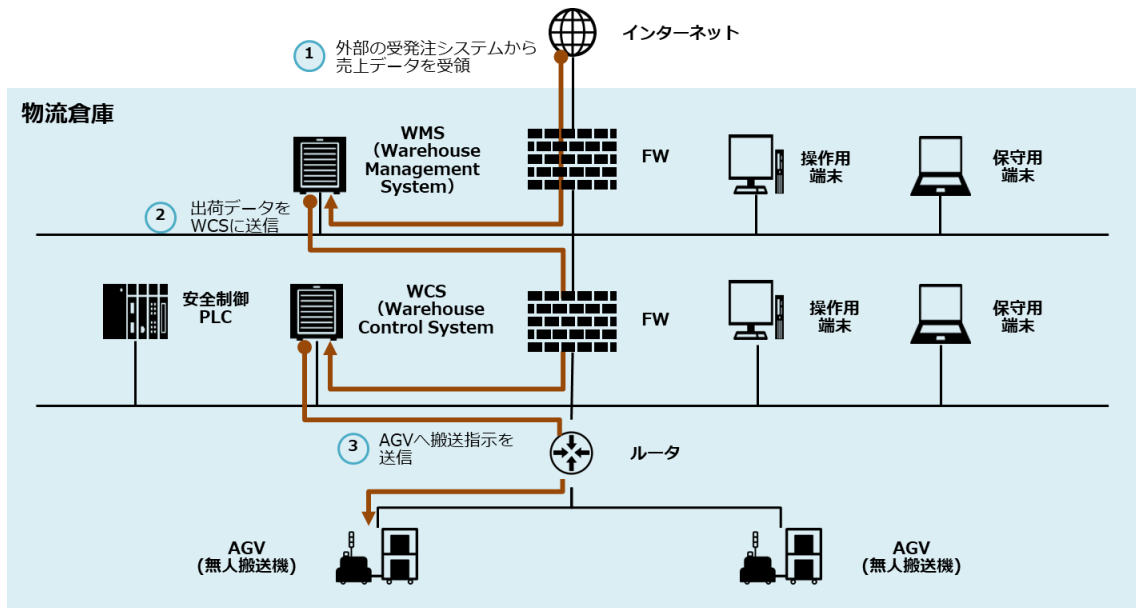 インターネット
1
外部の受発注システムから
売上データを受領
物流倉庫
WMS
（Warehouse
Management
System）
FW
操作用
端末
保守用
端末
2
出荷データを
WCSに送信
安全制御
PLC
WCS
（Warehouse
Control System
FW
操作用
端末
保守用
端末
3
AGVへ搬送指示を
送信
ルータ
AGV
(無人搬送機)
AGV
(無人搬送機)